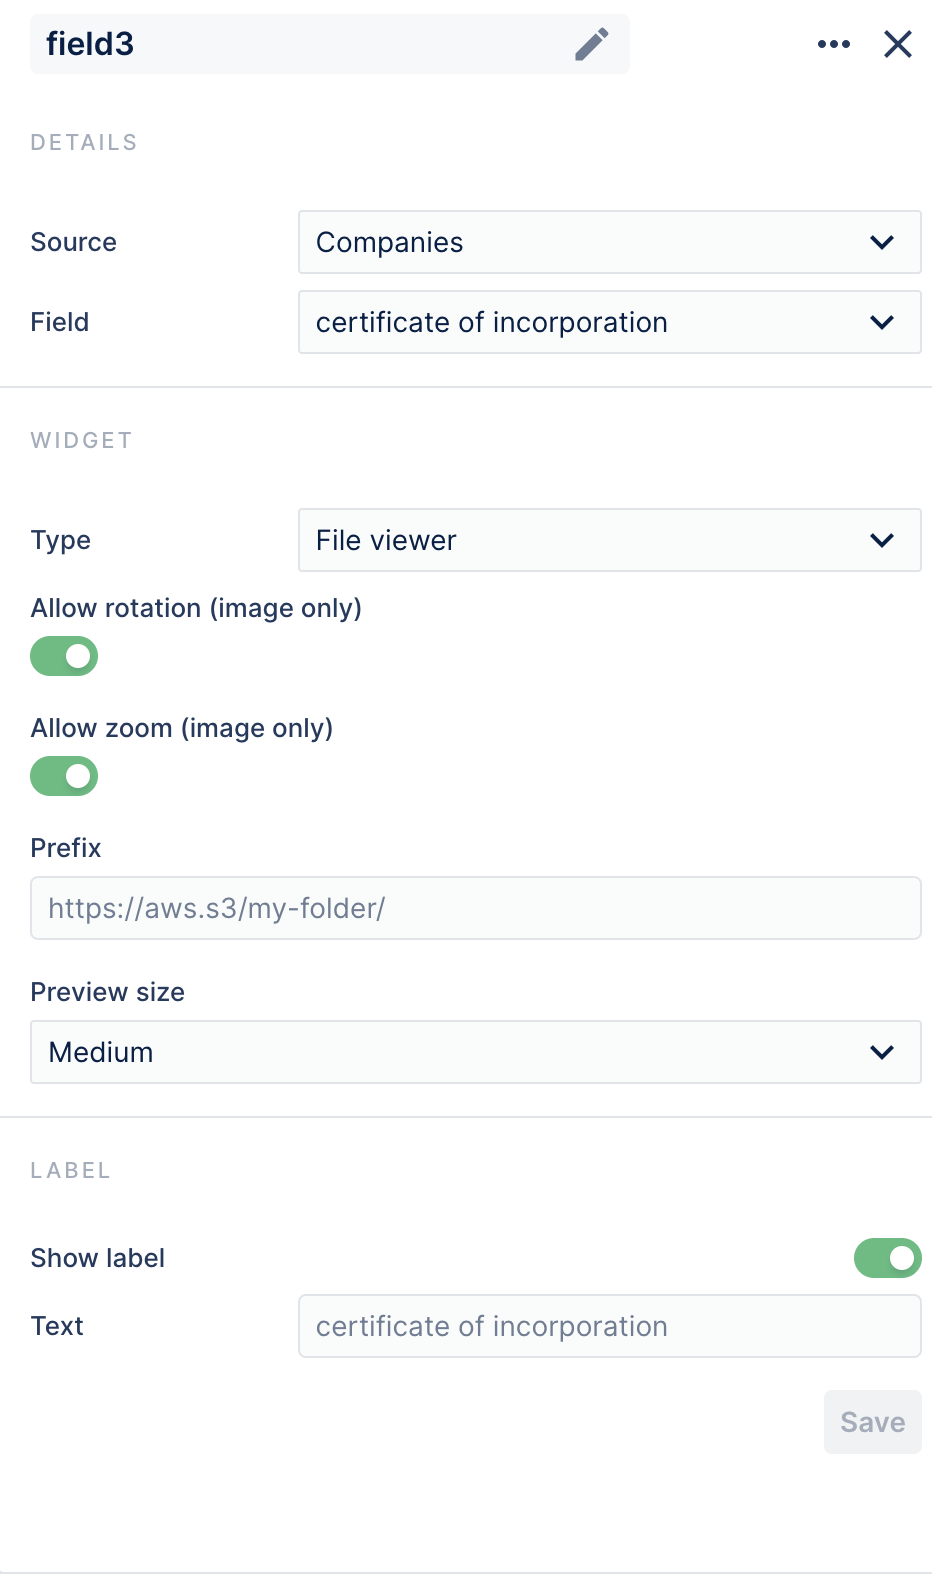 field3
DETAILS
Source
Companies
Field
certificate of incorporation
WIDGET
Type
File viewer
Allow rotation (image only)
Allow zoom (image only)
Prefix
https://aws.s3/my-folder/
Preview size
Medium
LABEL
Show label
Text
certificate of incorporation
Save